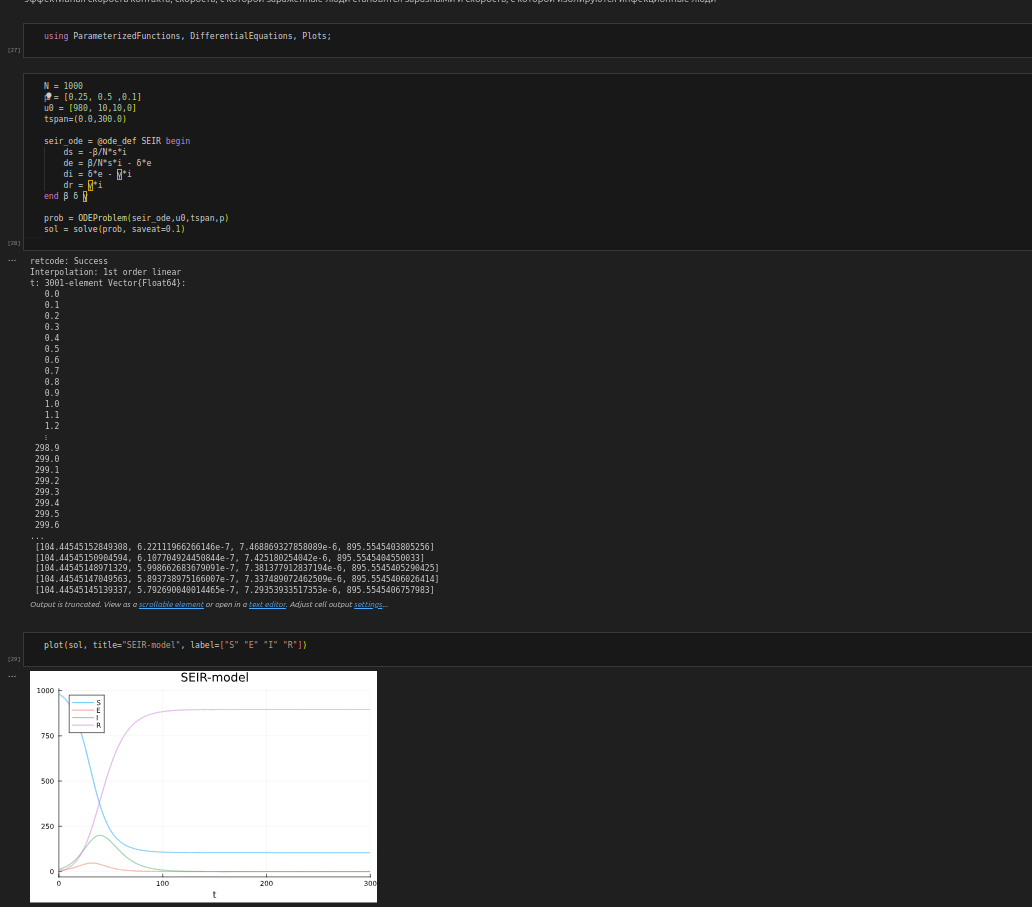 эффективная скорость контакта, скорость, с которой зараженные люди становятся заразными и скорость, с которой изолируются инфекционные люди
using ParameterizedFunctions, DifferentialEquations, Plots;
[27]
N = 1000
p = [0.25, 0.5 ,0.1]
u0 = [980, 10,10,0]
tspan=(0.0,300.0)
seir_ode = @ode_def SEIR begin
ds = -β/N*s*i
de = β/N*s*i - δ*e
di = δ*e - γ*i
dr = γ*i
end β δ γ
prob = ODEProblem(seir_ode,u0,tspan,p)
sol = solve(prob, saveat=0.1)
[28]
... retcode: Success
Interpolation: 1st order linear
t: 3001-element Vector{Float64}:
0.0
0.1
0.2
0.3
0.4
0.5
0.6
0.7
0.8
0.9
1.0
1.1
1.2
⋮
298.9
299.0
299.1
299.2
299.3
299.4
299.5
299.6
...
[104.44545152849308, 6.22111966266146e-7, 7.468869327858089e-6, 895.5545403805256]
[104.44545150904594, 6.107704924450844e-7, 7.425180254042e-6, 895.5545404550033]
[104.44545148971329, 5.998662683679091e-7, 7.381377912837194e-6, 895.5545405290425]
[104.44545147049563, 5.893738975166007e-7, 7.337489072462509e-6, 895.5545406026414]
[104.44545145139337, 5.792690040014465e-7, 7.29353933517353e-6, 895.5545406757983]
Output is truncated. View as a scrollable element or open in a text editor. Adjust cell output settings...
plot(sol, title="SEIR-model", label=["S" "E" "I" "R"])
[29]
...
SEIR-model
1000
750
500
250
0
S
E
I
R
0 100 200 300
t